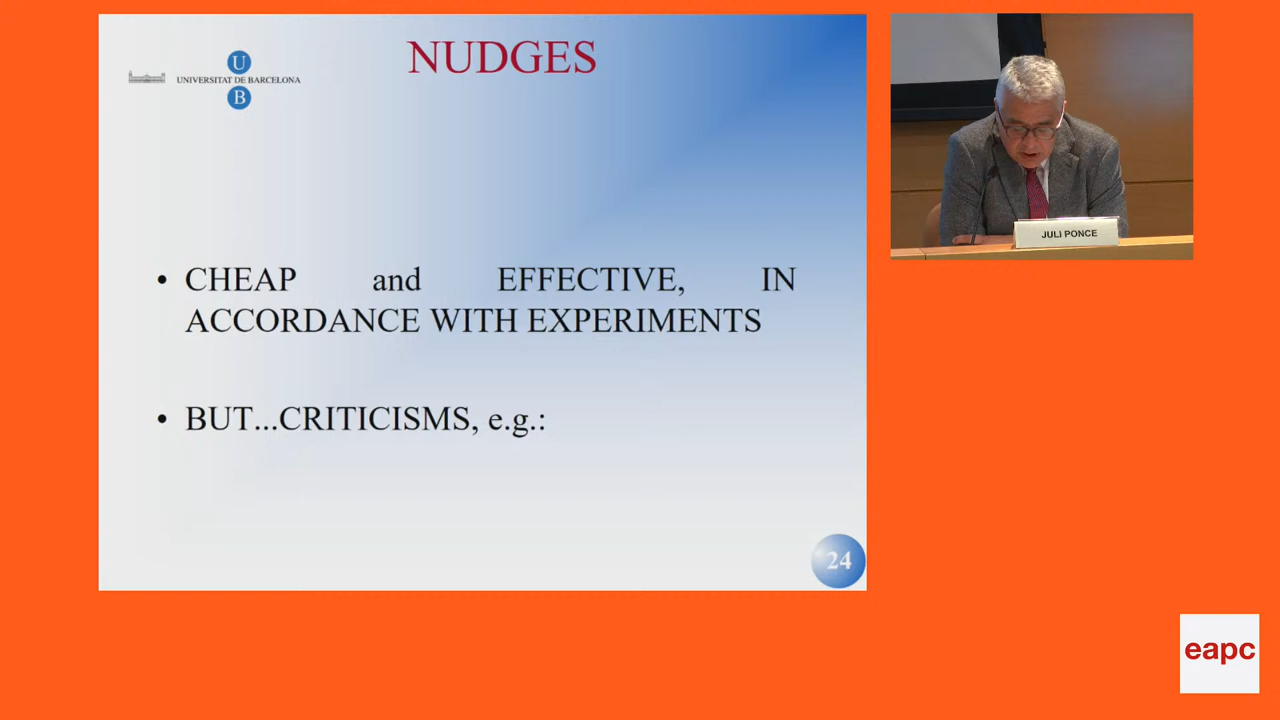 NUDGES
U
UNIVERSITAT DE BARCELONA
B
• CHEAP and EFFECTIVE, IN
ACCORDANCE WITH EXPERIMENTS
• BUT...CRITICISMS, e.g.:
24
JULI PONCE
eapc